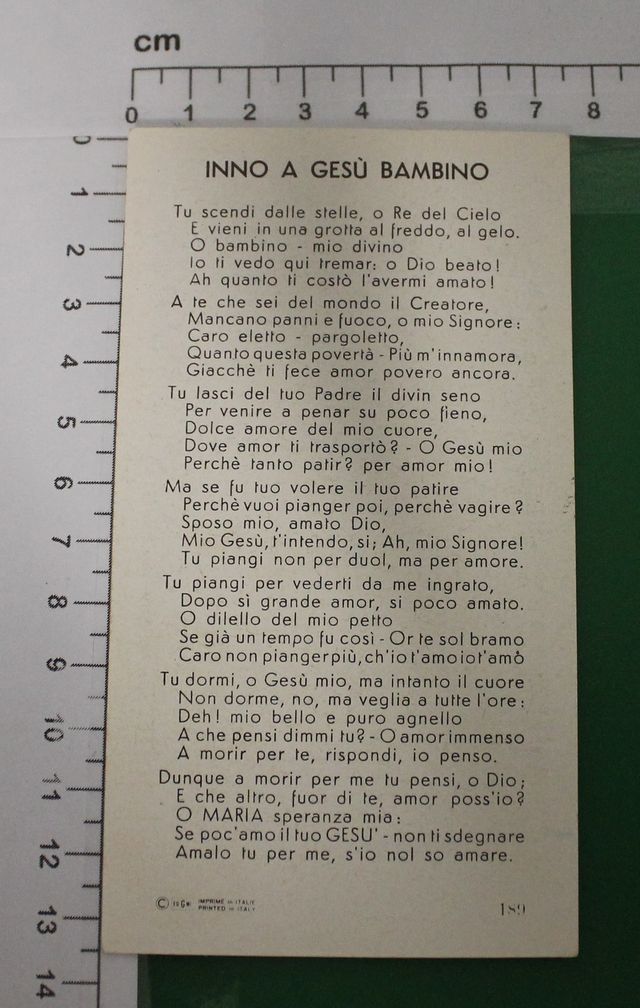 cm
0 1 2 3 4 5 6 7 8
0
1
2
3
4
5
6
7
8
9
10
11
12
13
14
INNO A GESÙ BAMBINO
Tu scendi dalle stelle, o Re del Cielo
E vieni in una grotta al freddo, al gelo.
O bambino - mio divino
Io ti vedo qui tremar: o Dio beato!
Ah quanto ti costò l'avermi amato!
A te che sei del mondo il Creatore,
Mancano panni e fuoco, o mio Signore:
Caro eletto - pargoletto,
Quanto questa povertà - Più m'innamora,
Giacchè ti fece amor povero ancora.
Tu lasci del tuo Padre il divin seno
Per venire a penar su poco fieno,
Dolce amore del mio cuore,
Dove amor ti trasportò? - O Gesù mio
Perchè tanto patir? per amor mio!
Ma se fu tuo volere il tuo patire
Perchè vuoi pianger poi, perchè vagire?
Sposo mio, amato Dio,
Mio Gesù, t'intendo, si; Ah, mio Signore!
Tu piangi non per duol, ma per amore.
Tu piangi per vederti da me ingrato,
Dopo sì grande amor, si poco amato.
O dilello del mio petto
Se già un tempo fu così - Or te sol bramo
Caro non pianger più, ch'io t'amo io t'amò
Tu dormi, o Gesù mio, ma intanto il cuore
Non dorme, no, ma veglia a tutte l'ore:
Deh! mio bello e puro agnello
A che pensi dimmi tu? - O amor immenso
A morir per te, rispondi, io penso.
Dunque a morir per me tu pensi, o Dio;
E che altro, fuor di te, amor poss'io?
O MARIA speranza mia:
Se poc'amo il tuo GESU' - non ti sdegnare
Amalo tu per me, s'io nol so amare.
©
IMPRIMÉ en ITALIE
PRINTED in ITALY
189